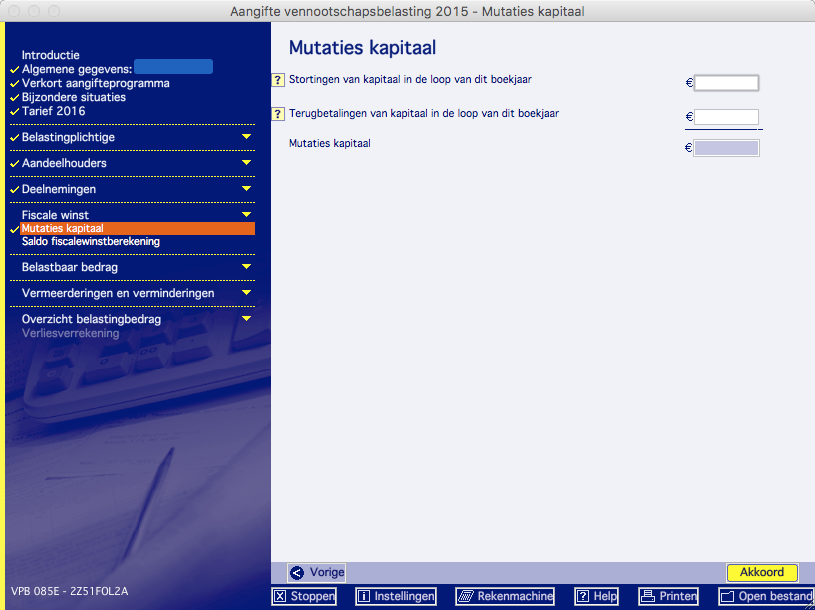 Aangifte vennootschapsbelasting 2015 - Mutaties kapitaal
Introductie
Algemene gegevens:
Verkort aangifteprogramma
Bijzondere situaties
Tarief 2016
Belastingplichtige
Aandeelhouders
Deelnemingen
Fiscale winst
Mutaties kapitaal
Saldo fiscalewinstberekening
Belastbaar bedrag
Vermeerderingen en verminderingen
Overzicht belastingbedrag
Verliesverrekening
VPB 085E - 2Z51FOL2A
Mutaties kapitaal
? Stortingen van kapitaal in de loop van dit boekjaar €
? Terugbetalingen van kapitaal in de loop van dit boekjaar €
Mutaties kapitaal €
Vorige Akkoord
Stoppen Instellingen Rekenmachine Help Printen Open bestand